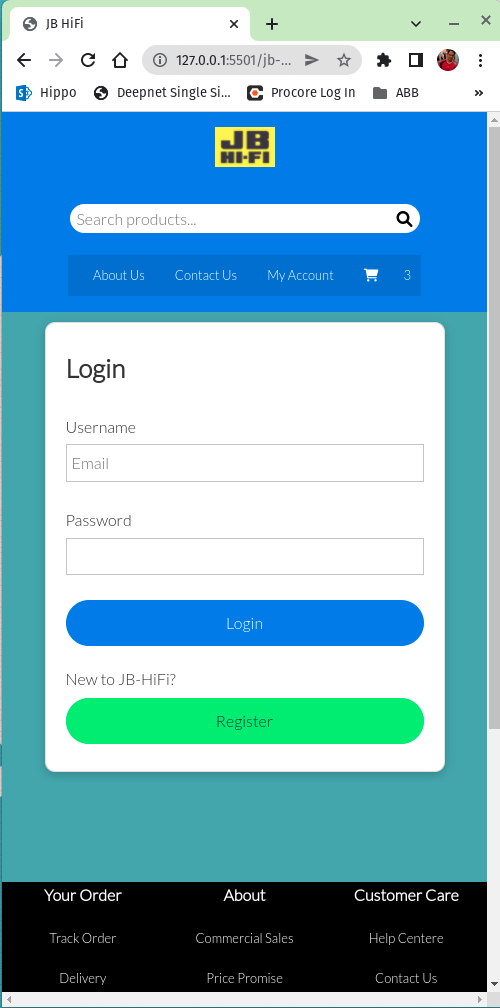 JB HiFi
127.0.0.1:5501/jb-...
Hippo
Deepnet Single Si...
Procore Log In
ABB
JB
HI-FI
Search products...
About Us
Contact Us
My Account
3
Login
Username
Email
Password
Login
New to JB-HiFi?
Register
Your Order
About
Customer Care
Track Order
Commercial Sales
Help Centere
Delivery
Price Promise
Contact Us